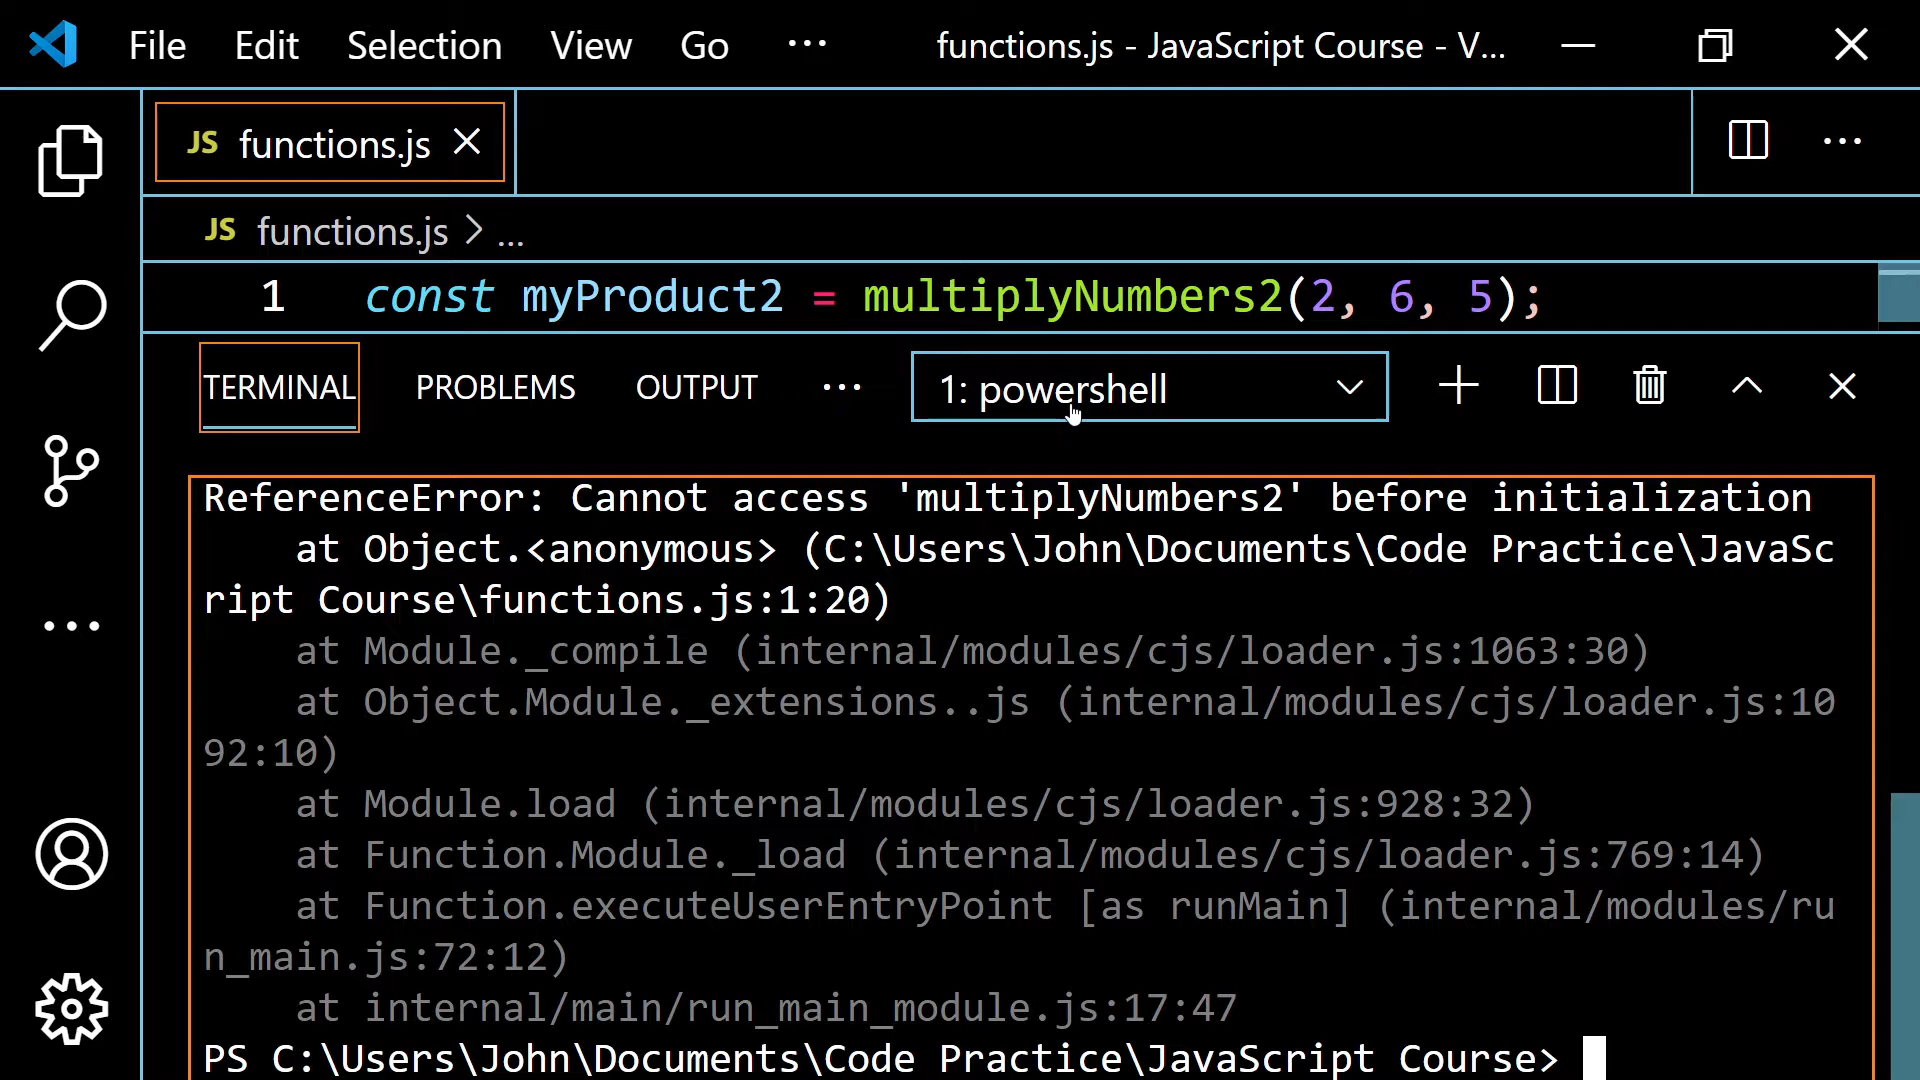 File Edit Selection View Go ··· functions.js - JavaScript Course - V...
JS functions.js
JS functions.js > ...
1 const myProduct2 = multiplyNumbers2(2, 6, 5);
TERMINAL PROBLEMS OUTPUT ··· 1: powershell
ReferenceError: Cannot access 'multiplyNumbers2' before initialization
at Object.<anonymous> (C:\Users\John\Documents\Code Practice\JavaSc
ript Course\functions.js:1:20)
at Module._compile (internal/modules/cjs/loader.js:1063:30)
at Object.Module._extensions..js (internal/modules/cjs/loader.js:10
92:10)
at Module.load (internal/modules/cjs/loader.js:928:32)
at Function.Module._load (internal/modules/cjs/loader.js:769:14)
at Function.executeUserEntryPoint [as runMain] (internal/modules/ru
n_main.js:72:12)
at internal/main/run_main_module.js:17:47
PS C:\Users\John\Documents\Code Practice\JavaScript Course>